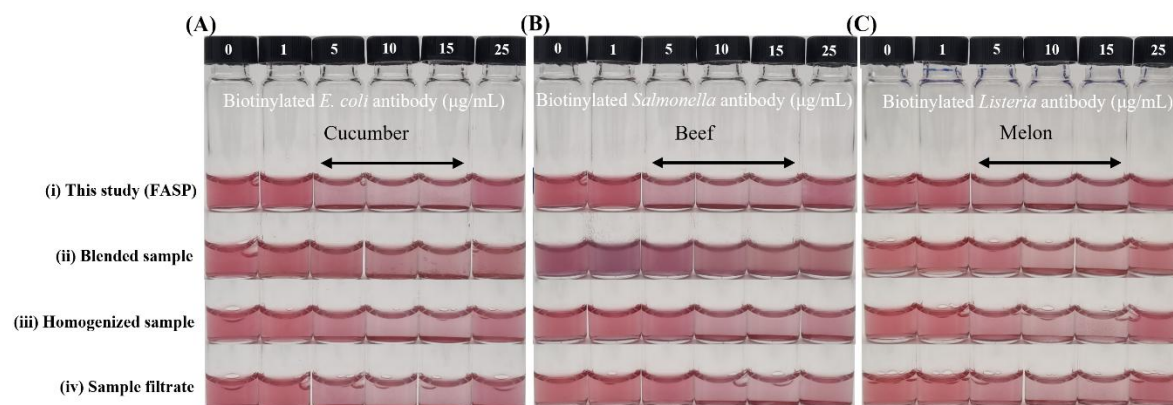 (A)
0 1 5 10 15 25
Biotinylated E. coli antibody (μg/mL)
Cucumber
(B)
0 1 5 10 15 25
Biotinylated Salmonella antibody (μg/mL)
Beef
(C)
0 1 5 10 15 25
Biotinylated Listeria antibody (μg/mL)
Melon
(i) This study (FASP)
(ii) Blended sample
(iii) Homogenized sample
(iv) Sample filtrate